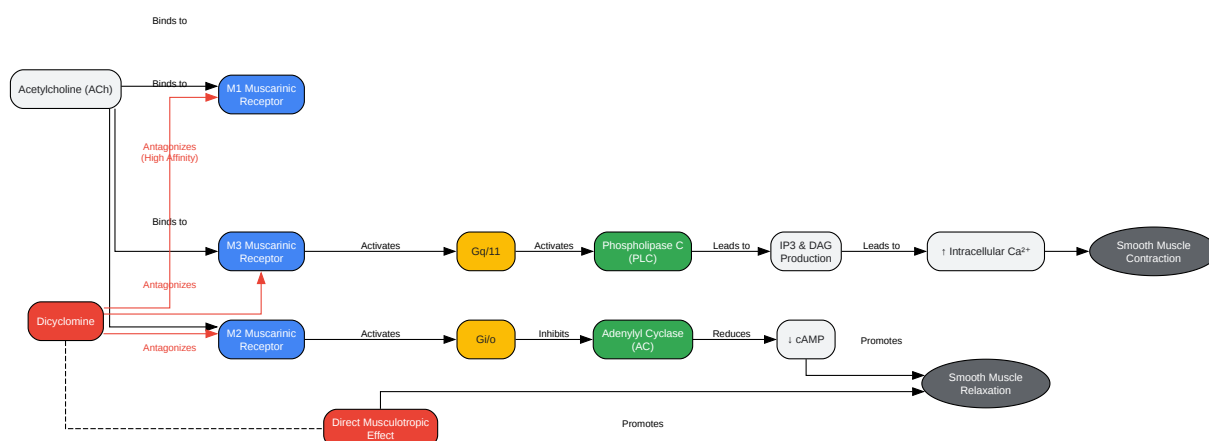 Binds to
Acetylcholine (ACh)
Binds to
M1 Muscarinic
Receptor
Antagonizes
(High Affinity)
Binds to
M3 Muscarinic
Receptor
Activates
Gq/11
Activates
Phospholipase C
(PLC)
Leads to
IP3 & DAG
Production
Leads to
↑ Intracellular Ca²⁺
Smooth Muscle
Contraction
Antagonizes
Dicyclomine
Antagonizes
M2 Muscarinic
Receptor
Activates
Gi/o
Inhibits
Adenylyl Cyclase
(AC)
Reduces
↓ cAMP
Promotes
Smooth Muscle
Relaxation
Direct Musculotropic
Effect
Promotes